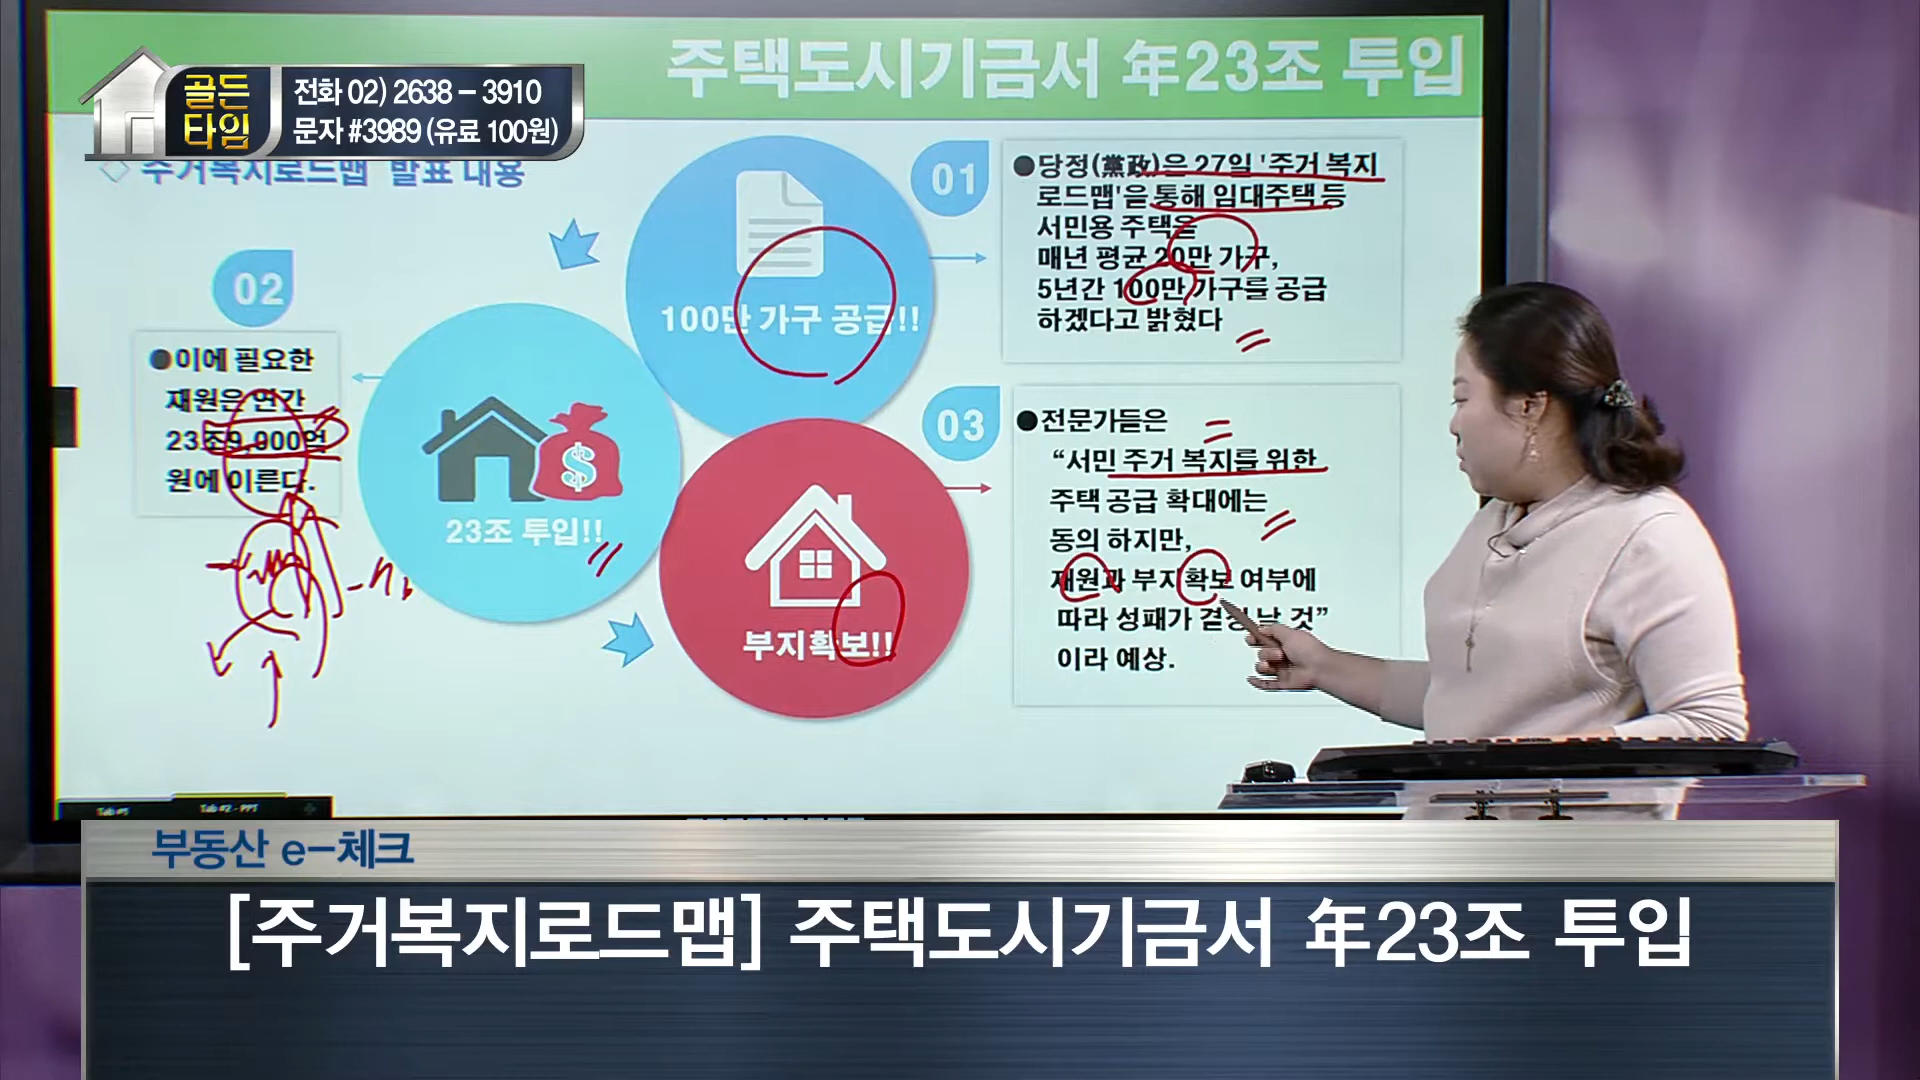 주택도시기금서 年23조 투입
골든
타임
전화 02) 2638 - 3910
문자 #3989 (유료 100원)
◇ 주거복지로드맵 발표 내용
01
●당정(黨政)은 27일 '주거 복지
로드맵'을 통해 임대주택 등
서민용 주택을
매년 평균 20만 가구,
5년간 100만 가구를 공급
하겠다고 밝혔다
100만 가구 공급!!
02
●이에 필요한
재원은 연간
23조9,000억
원에 이른다.
23조 투입!!
03
●전문가들은
“서민 주거 복지를 위한
주택 공급 확대에는
동의 하지만,
재원과 부지확보 여부에
따라 성패가 결정 날 것”
이라 예상.
부지확보!!
Tab #1
Tab #2 - PPT
부동산 e-체크
[주거복지로드맵] 주택도시기금서 年23조 투입